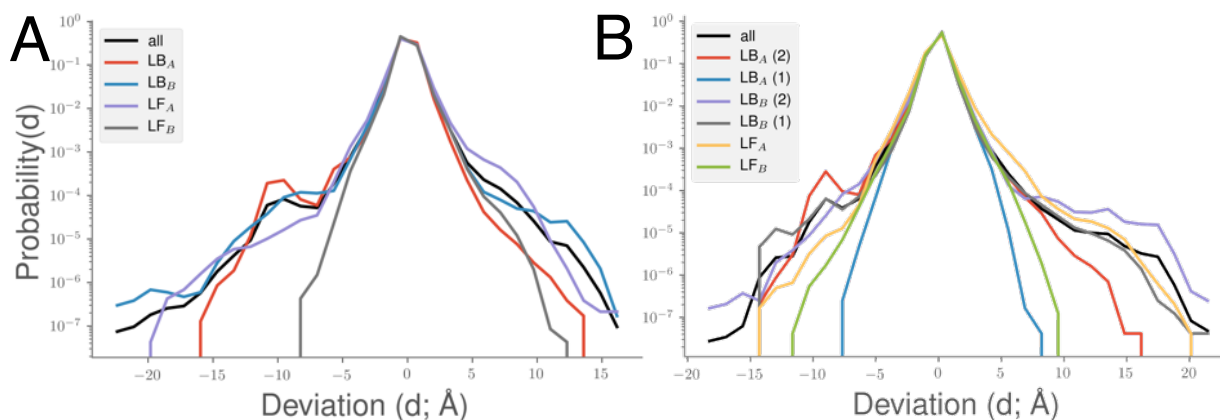 A
all
LB_A
LB_B
LF_A
LF_B
Probability(d)
10^0
10^-1
10^-2
10^-3
10^-4
10^-5
10^-6
10^-7
−20 −15 −10 −5 0 5 10 15
Deviation (d; Å)
B
all
LB_A (2)
LB_A (1)
LB_B (2)
LB_B (1)
LF_A
LF_B
10^0
10^-1
10^-2
10^-3
10^-4
10^-5
10^-6
10^-7
−20 −15 −10 −5 0 5 10 15 20
Deviation (d; Å)